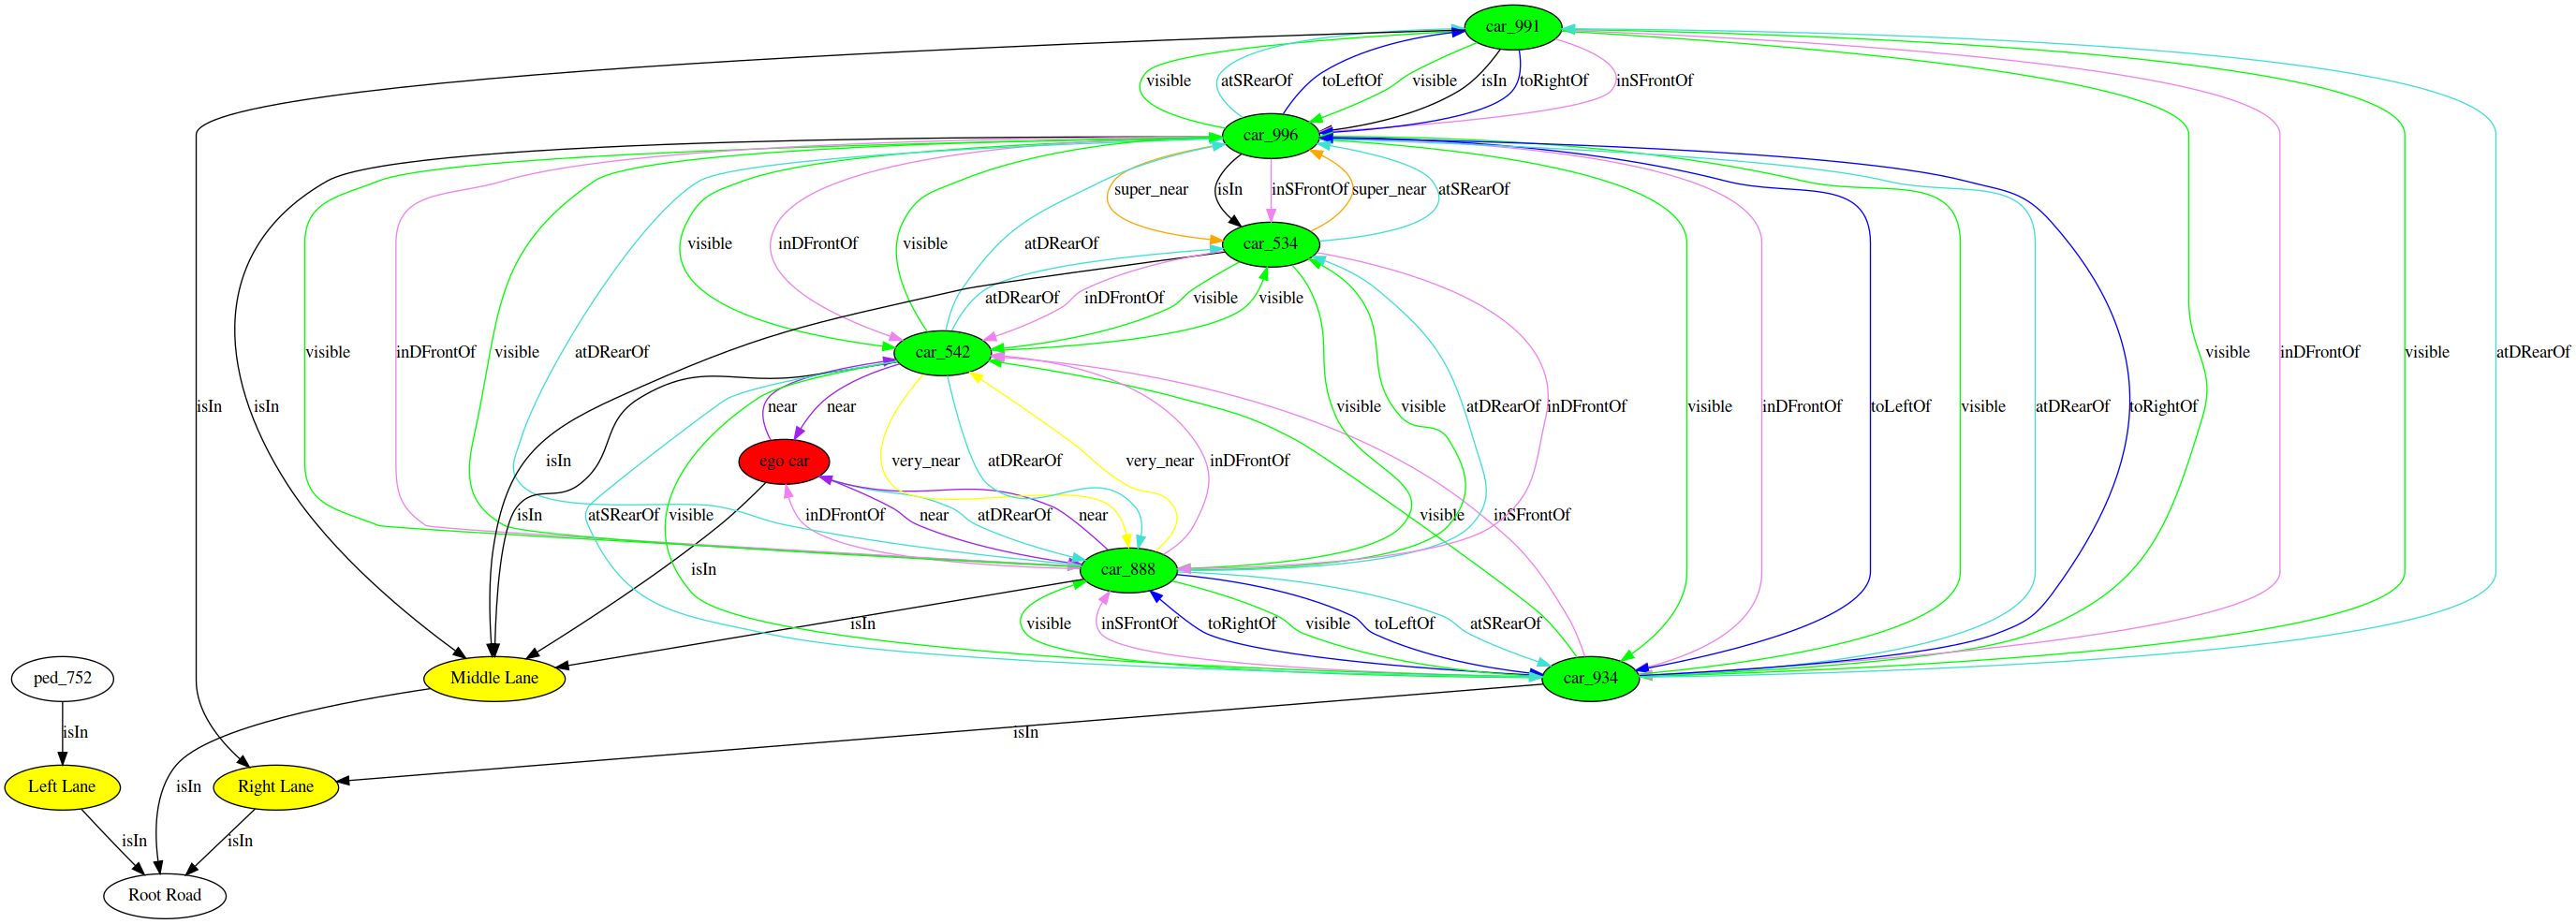 car_991
visible atSRearOf toLeftOf visible isIn toRightOf inSFrontOf
car_996
super_near isIn inSFrontOf super_near atSRearOf
visible inDFrontOf visible atDRearOf car_534
atDRearOf inDFrontOf visible visible
visible inDFrontOf visible atDRearOf car_542 visible inDFrontOf visible atDRearOf
isIn isIn near near visible visible atDRearOf inDFrontOf visible inDFrontOf toLeftOf visible atDRearOf toRightOf
isIn ego car very_near atDRearOf very_near inDFrontOf
isIn atSRearOf visible inDFrontOf near atDRearOf near visible inSFrontOf
isIn car_888
isIn visible inSFrontOf toRightOf visible toLeftOf atSRearOf
ped_752 Middle Lane car_934
isIn isIn
Left Lane isIn Right Lane
isIn isIn
Root Road